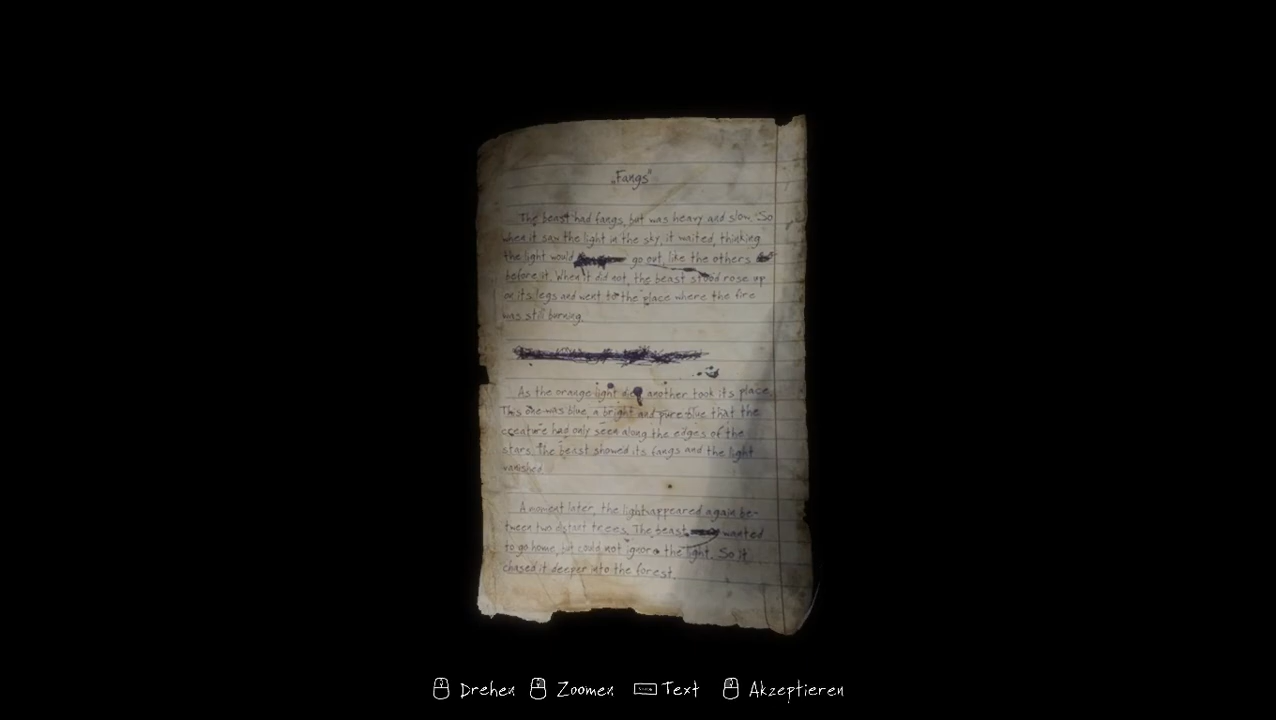 „Fangs"
The beast had fangs, but was heavy and slow. So
when it saw the light in the sky, it waited, thinking
the light would go out, like the others
before it. When it did not, the beast stood rose up
on its legs and went to the place where the fire
was still burning.
As the orange light died another took its place.
This one was blue, a bright and pure blue that the
creature had only seen along the edges of the
stars. The beast showed its fangs and the light
vanished.
A moment later, the light appeared again be-
tween two distant trees. The beast wanted
to go home, but could not ignore the light. So it
chased it deeper into the forest.
Drehen Zoomen Text Akzeptieren